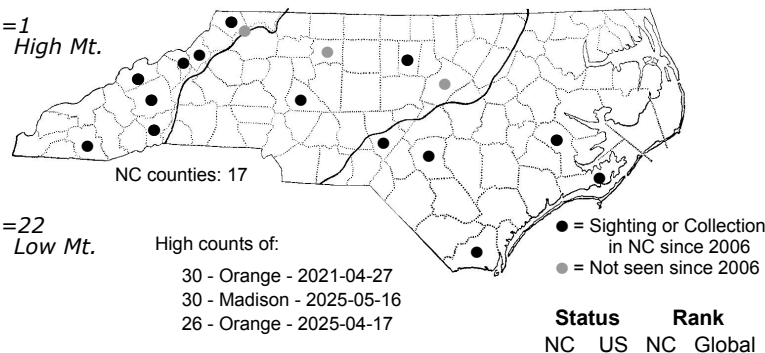 =1
High Mt.
NC counties: 17
=22
Low Mt.
High counts of:
30 - Orange - 2021-04-27
30 - Madison - 2025-05-16
26 - Orange - 2025-04-17
● = Sighting or Collection
in NC since 2006
● = Not seen since 2006
Status Rank
NC US NC Global